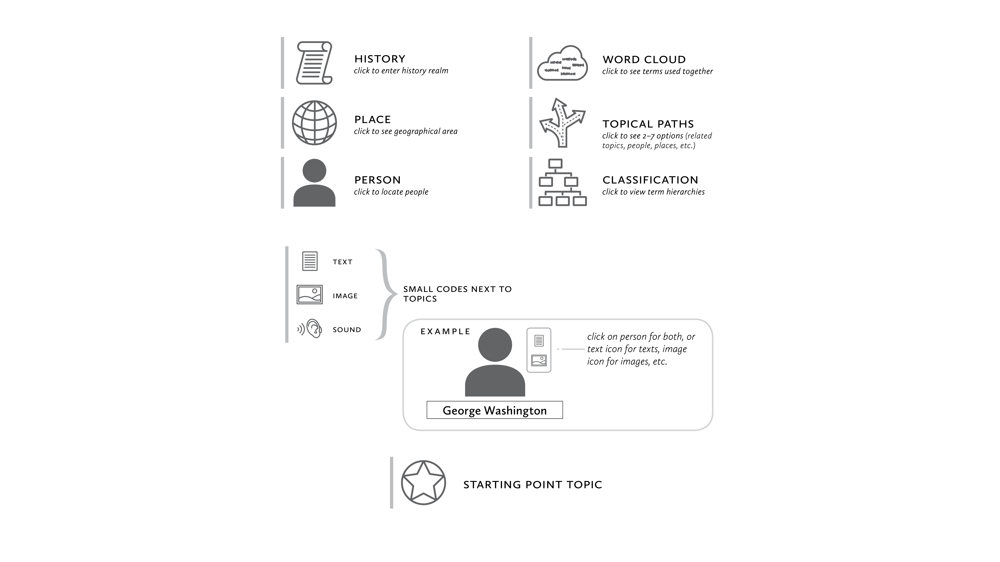 HISTORY
click to enter history realm
WORD CLOUD
click to see terms used together
PLACE
click to see geographical area
TOPICAL PATHS
click to see 2–7 options (related
topics, people, places, etc.)
PERSON
click to locate people
CLASSIFICATION
click to view term hierarchies
TEXT
IMAGE
SOUND
SMALL CODES NEXT TO
TOPICS
EXAMPLE
click on person for both, or
text icon for texts, image
icon for images, etc.
George Washington
STARTING POINT TOPIC